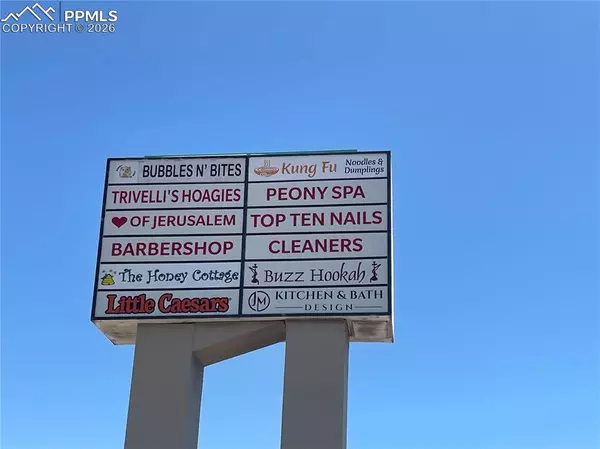 PPMLS
COPYRIGHT © 2026
BUBBLES N' BITES
TRIVELLI'S HOAGIES
❤ OF JERUSALEM
BARBERSHOP
The Honey Cottage
Little Caesars
Kung Fu Noodles &
Dumplings
PEONY SPA
TOP TEN NAILS
CLEANERS
Buzz Hookah
JM KITCHEN & BATH
DESIGN